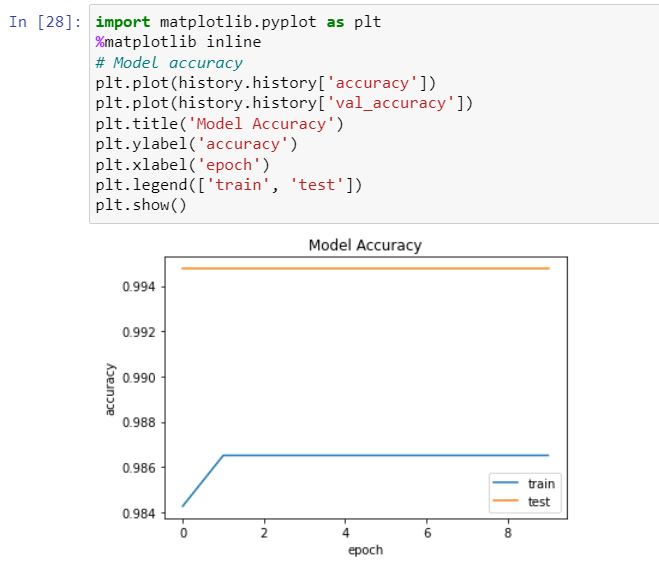 In [28]: import matplotlib.pyplot as plt
%matplotlib inline
# Model accuracy
plt.plot(history.history['accuracy'])
plt.plot(history.history['val_accuracy'])
plt.title('Model Accuracy')
plt.ylabel('accuracy')
plt.xlabel('epoch')
plt.legend(['train', 'test'])
plt.show()
Model Accuracy
0.994
0.992
0.990
0.988
0.986
0.984
accuracy
train
test
0 2 4 6 8
epoch